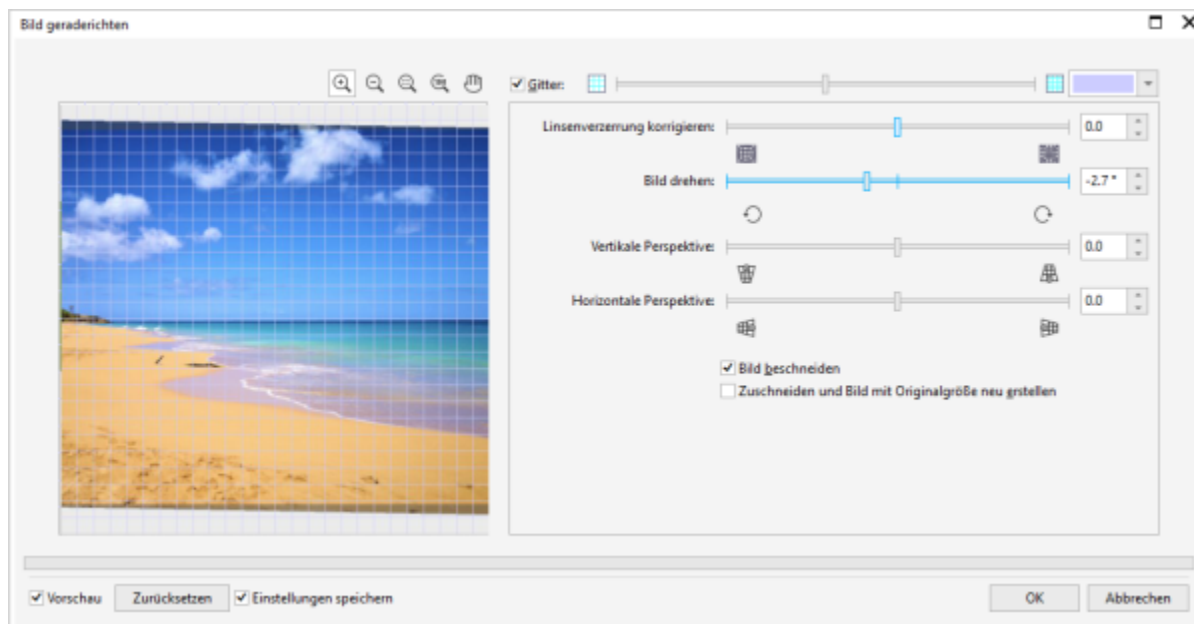 Bild geraderichten
Gitter:
Linsenverzerrung korrigieren:
0.0
Bild drehen:
-2.7 °
Vertikale Perspektive:
0.0
Horizontale Perspektive:
0.0
Bild beschneiden
Zuschneiden und Bild mit Originalgröße neu erstellen
Vorschau Zurücksetzen Einstellungen speichern OK Abbrechen